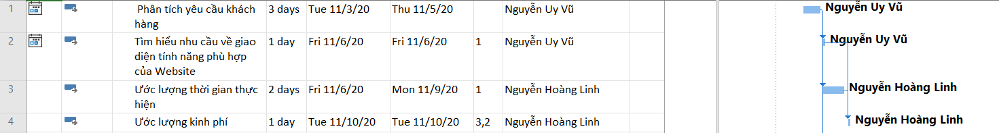 1 Phân tích yêu cầu khách 3 days Tue 11/3/20 Thu 11/5/20 Nguyễn Uy Vũ Nguyễn Uy Vũ
hàng
2 Tìm hiểu nhu cầu về giao 1 day Fri 11/6/20 Fri 11/6/20 1 Nguyễn Uy Vũ Nguyễn Uy Vũ
diện tính năng phù hợp
của Website
3 Ước lượng thời gian thực 2 days Fri 11/6/20 Mon 11/9/20 1 Nguyễn Hoàng Linh Nguyễn Hoàng Linh
hiện
4 Ước lượng kinh phí 1 day Tue 11/10/20 Tue 11/10/20 3,2 Nguyễn Hoàng Linh Nguyễn Hoàng Linh